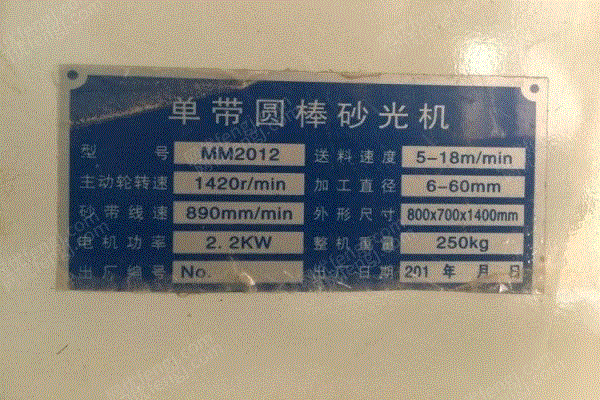 单带圆棒砂光机
型号 MM2012 送料速度 5-18m/min
主动轮转速 1420r/min 加工直径 6-60mm
砂带线速 890mm/min 外形尺寸 800x700x1400mm
电机功率 2.2KW 整机重量 250kg
出厂编号 No. 出厂日期 201 年 月 日